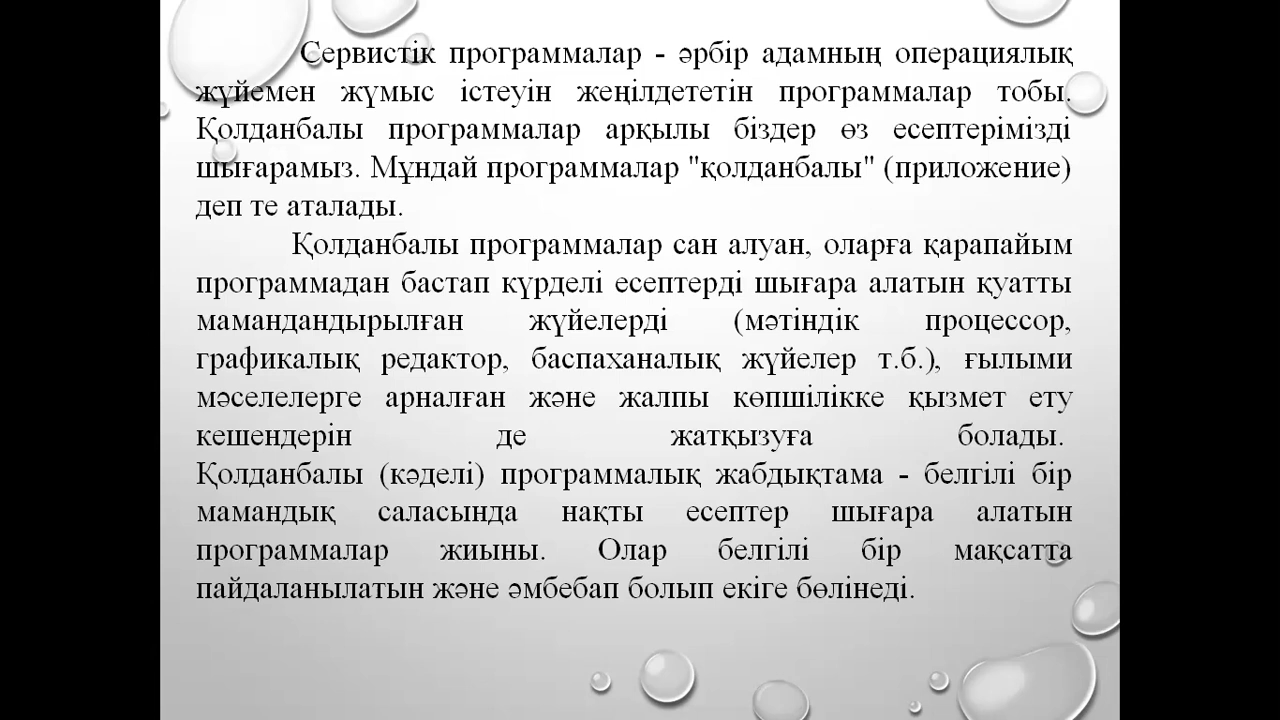 Сервистік программалар - әрбір адамның операциялық
жүйемен жүмыс істеуін жеңілдететін программалар тобы.
Қолданбалы программалар арқылы біздер өз есептерімізді
шығарамыз. Мұндай программалар "қолданбалы" (приложение)
деп те аталады.
Қолданбалы программалар сан алуан, оларға қарапайым
программадан бастап күрделі есептерді шығара алатын қуатты
мамандандырылған жүйелерді (мәтіндік процессор,
графикалық редактор, баспаханалық жүйелер т.б.), ғылыми
мәселелерге арналған және жалпы көпшілікке қызмет ету
кешендерін де жатқызуға болады.
Қолданбалы (кәделі) программалық жабдықтама - белгілі бір
мамандық саласында нақты есептер шығара алатын
программалар жиыны. Олар белгілі бір мақсатта
пайдаланылатын және әмбебап болып екіге бөлінеді.